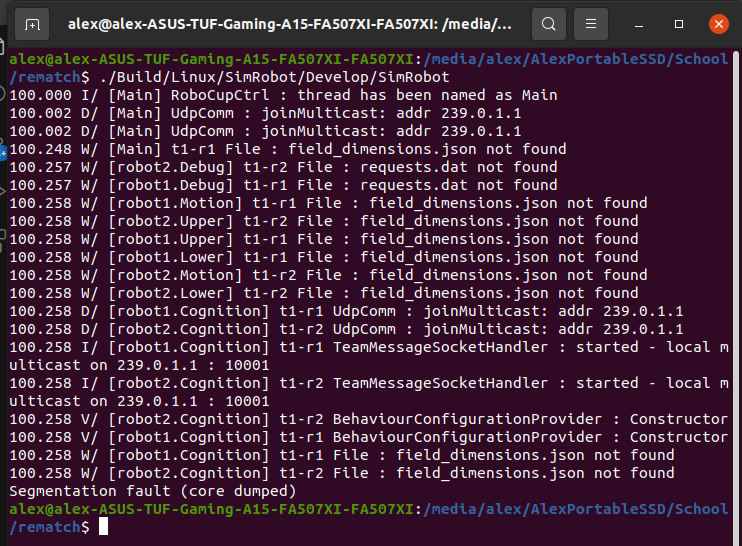 alex@alex-ASUS-TUF-Gaming-A15-FA507XI-FA507XI: /media/...
alex@alex-ASUS-TUF-Gaming-A15-FA507XI-FA507XI:/media/alex/AlexPortableSSD/School
/rematch$ ./Build/Linux/SimRobot/Develop/SimRobot
100.000 I/ [Main] RoboCupCtrl : thread has been named as Main
100.002 D/ [Main] UdpComm : joinMulticast: addr 239.0.1.1
100.002 D/ [Main] UdpComm : joinMulticast: addr 239.0.1.1
100.248 W/ [Main] t1-r1 File : field_dimensions.json not found
100.257 W/ [robot2.Debug] t1-r2 File : requests.dat not found
100.257 W/ [robot1.Debug] t1-r1 File : requests.dat not found
100.258 W/ [robot1.Motion] t1-r1 File : field_dimensions.json not found
100.258 W/ [robot2.Upper] t1-r2 File : field_dimensions.json not found
100.258 W/ [robot1.Upper] t1-r1 File : field_dimensions.json not found
100.258 W/ [robot1.Lower] t1-r1 File : field_dimensions.json not found
100.258 W/ [robot2.Motion] t1-r2 File : field_dimensions.json not found
100.258 W/ [robot2.Lower] t1-r2 File : field_dimensions.json not found
100.258 D/ [robot1.Cognition] t1-r1 UdpComm : joinMulticast: addr 239.0.1.1
100.258 D/ [robot2.Cognition] t1-r2 UdpComm : joinMulticast: addr 239.0.1.1
100.258 I/ [robot1.Cognition] t1-r1 TeamMessageSocketHandler : started - local m
ulticast on 239.0.1.1 : 10001
100.258 I/ [robot2.Cognition] t1-r2 TeamMessageSocketHandler : started - local m
ulticast on 239.0.1.1 : 10001
100.258 V/ [robot2.Cognition] t1-r2 BehaviourConfigurationProvider : Constructor
100.258 V/ [robot1.Cognition] t1-r1 BehaviourConfigurationProvider : Constructor
100.258 W/ [robot1.Cognition] t1-r1 File : field_dimensions.json not found
100.258 W/ [robot2.Cognition] t1-r2 File : field_dimensions.json not found
Segmentation fault (core dumped)
alex@alex-ASUS-TUF-Gaming-A15-FA507XI-FA507XI:/media/alex/AlexPortableSSD/School
/rematch$